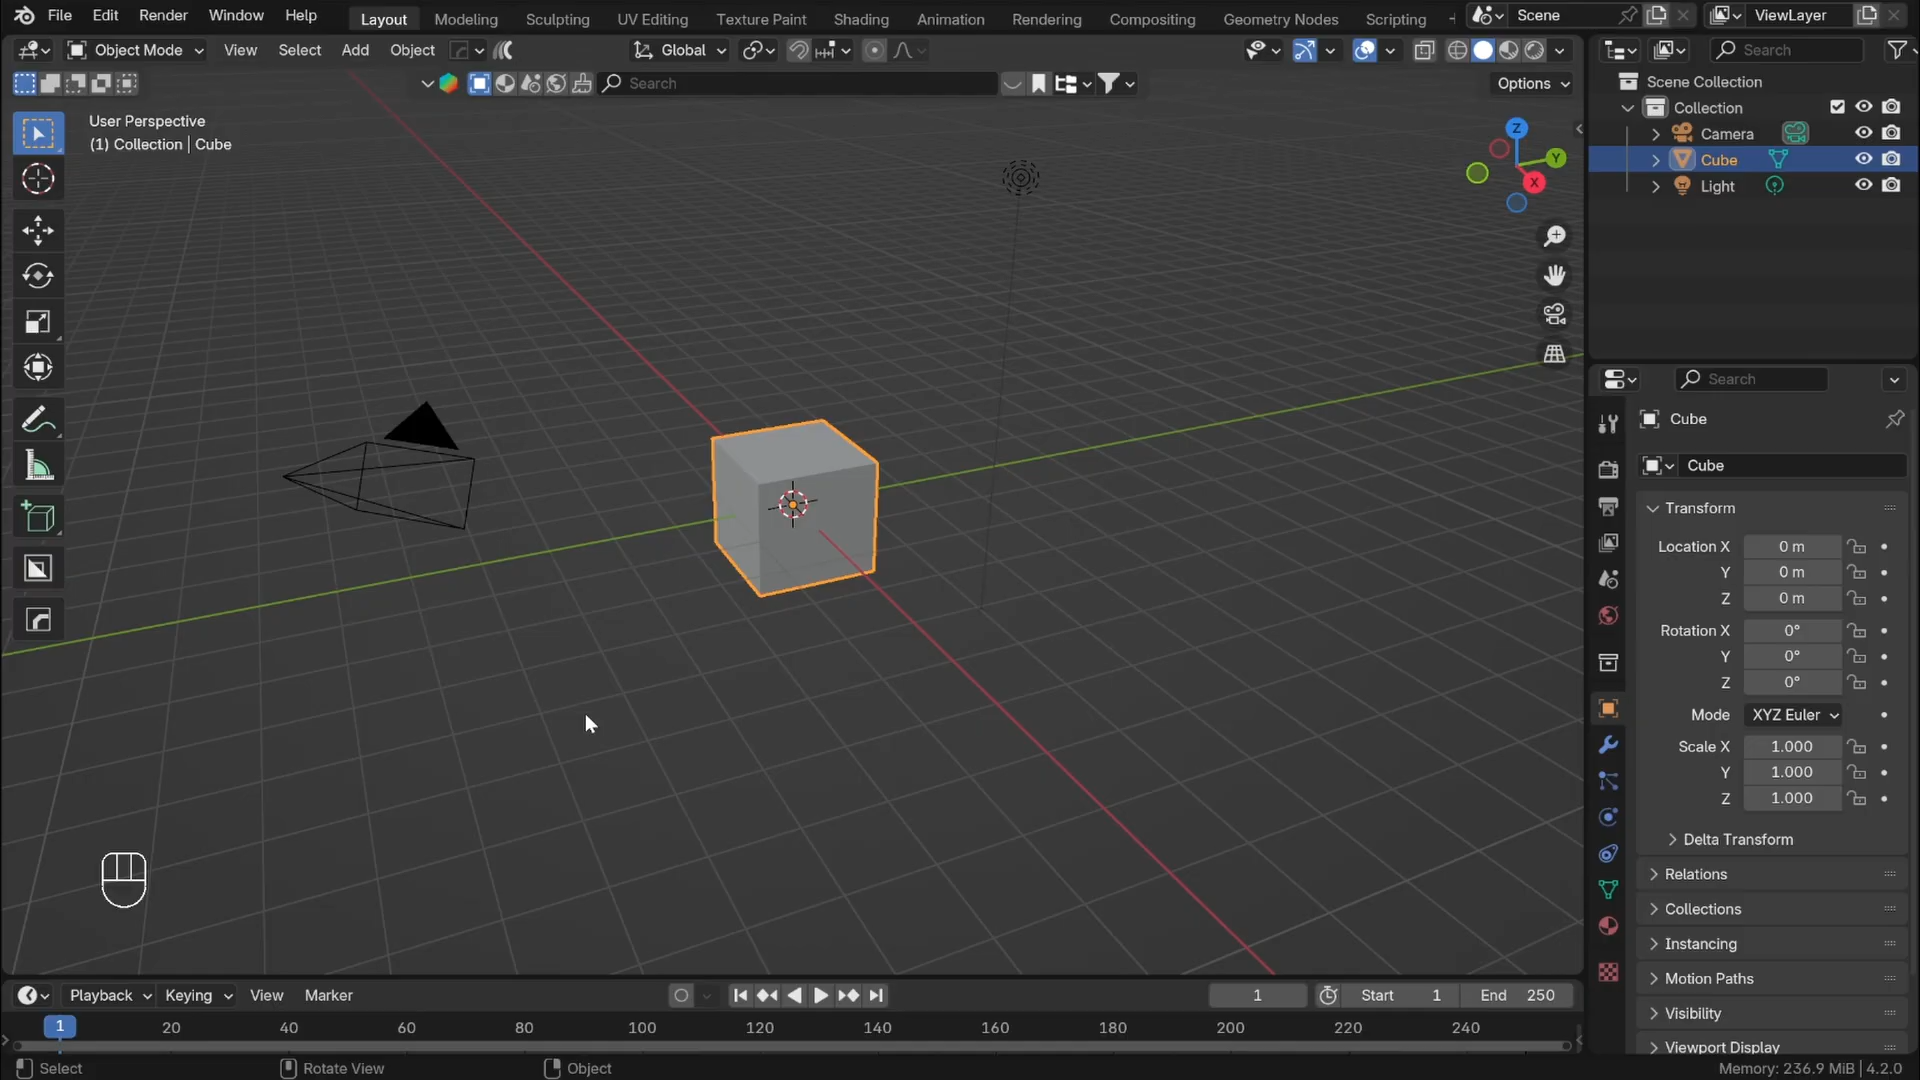 File Edit Render Window Help Layout Modeling Sculpting UV Editing Texture Paint Shading Animation Rendering Compositing Geometry Nodes Scripting Scene ViewLayer
Object Mode View Select Add Object Global Search
Search Options
User Perspective
(1) Collection | Cube
Z
Y
X
Scene Collection
Collection
Camera
Cube
Light
Search
Cube
Cube
Transform
Location X 0 m
Y 0 m
Z 0 m
Rotation X 0°
Y 0°
Z 0°
Mode XYZ Euler
Scale X 1.000
Y 1.000
Z 1.000
Delta Transform
Relations
Collections
Instancing
Motion Paths
Visibility
Viewport Display
Playback Keying View Marker 1 Start 1 End 250
1 20 40 60 80 100 120 140 160 180 200 220 240
Select Rotate View Object Memory: 236.9 MiB | 4.2.0